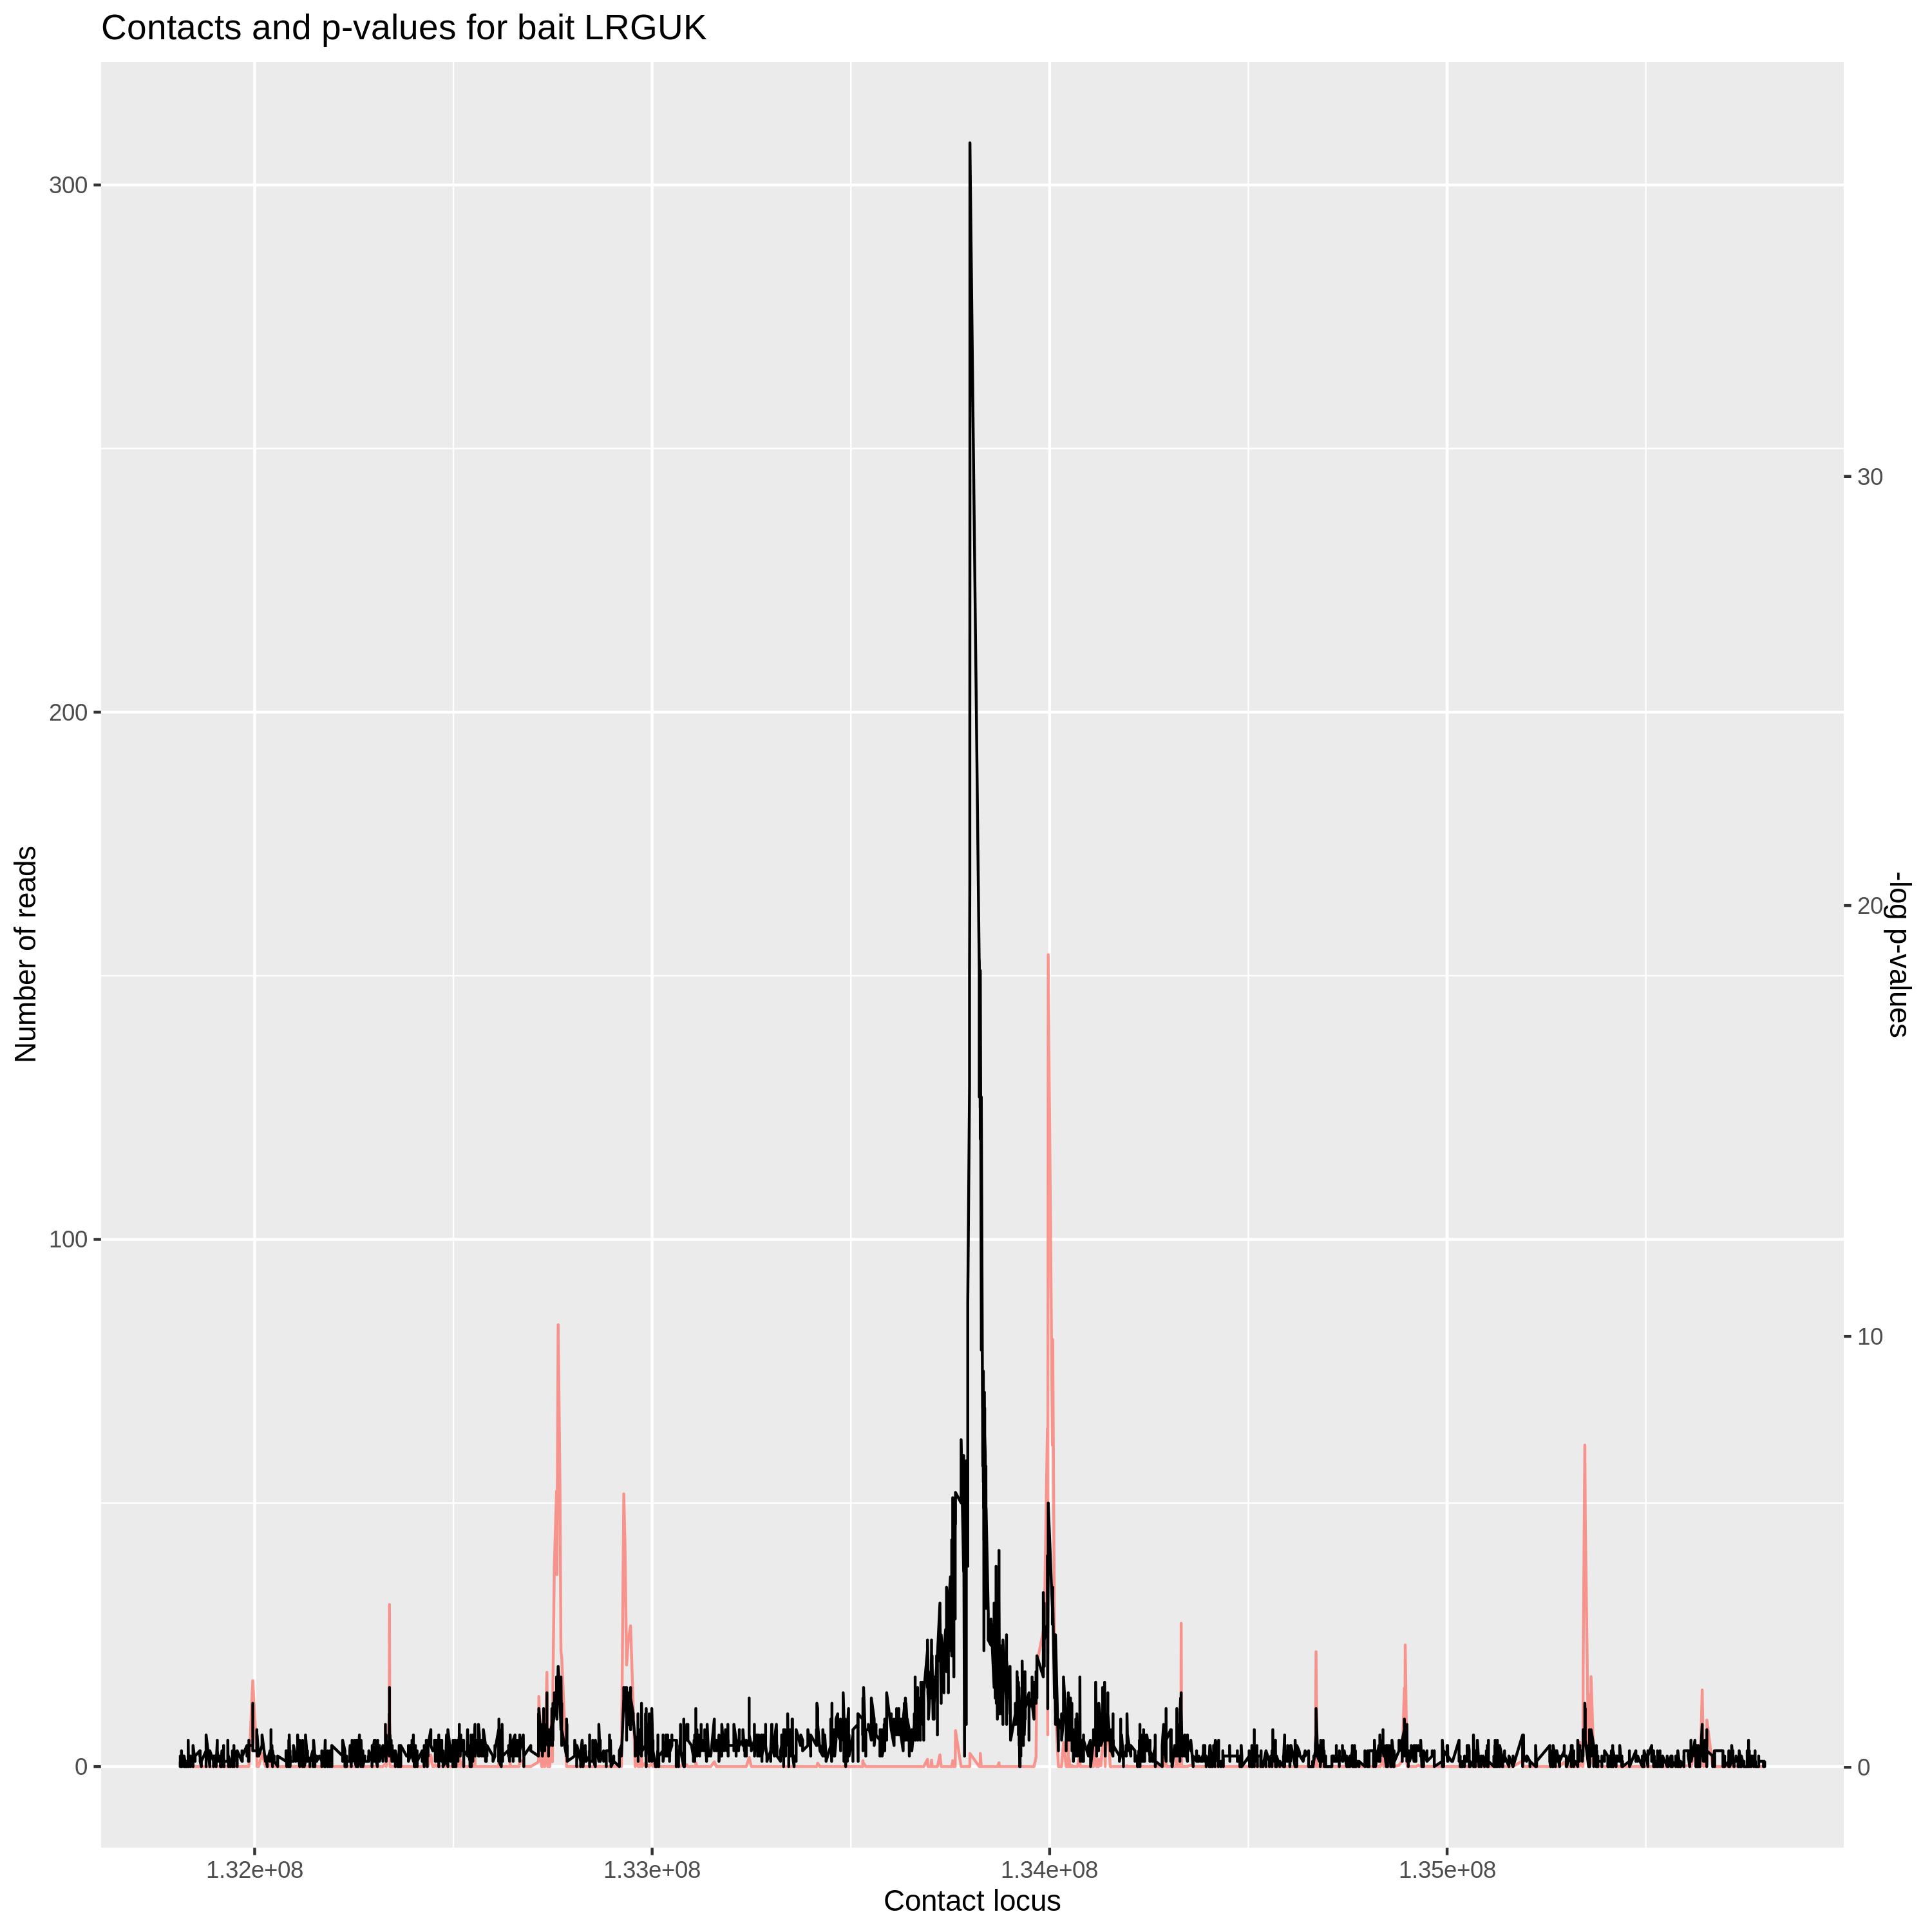 Contacts and p-values for bait LRGUK
300
200
100
0
Number of reads
30
20
10
0
-log p-values
1.32e+08
1.33e+08
1.34e+08
1.35e+08
Contact locus